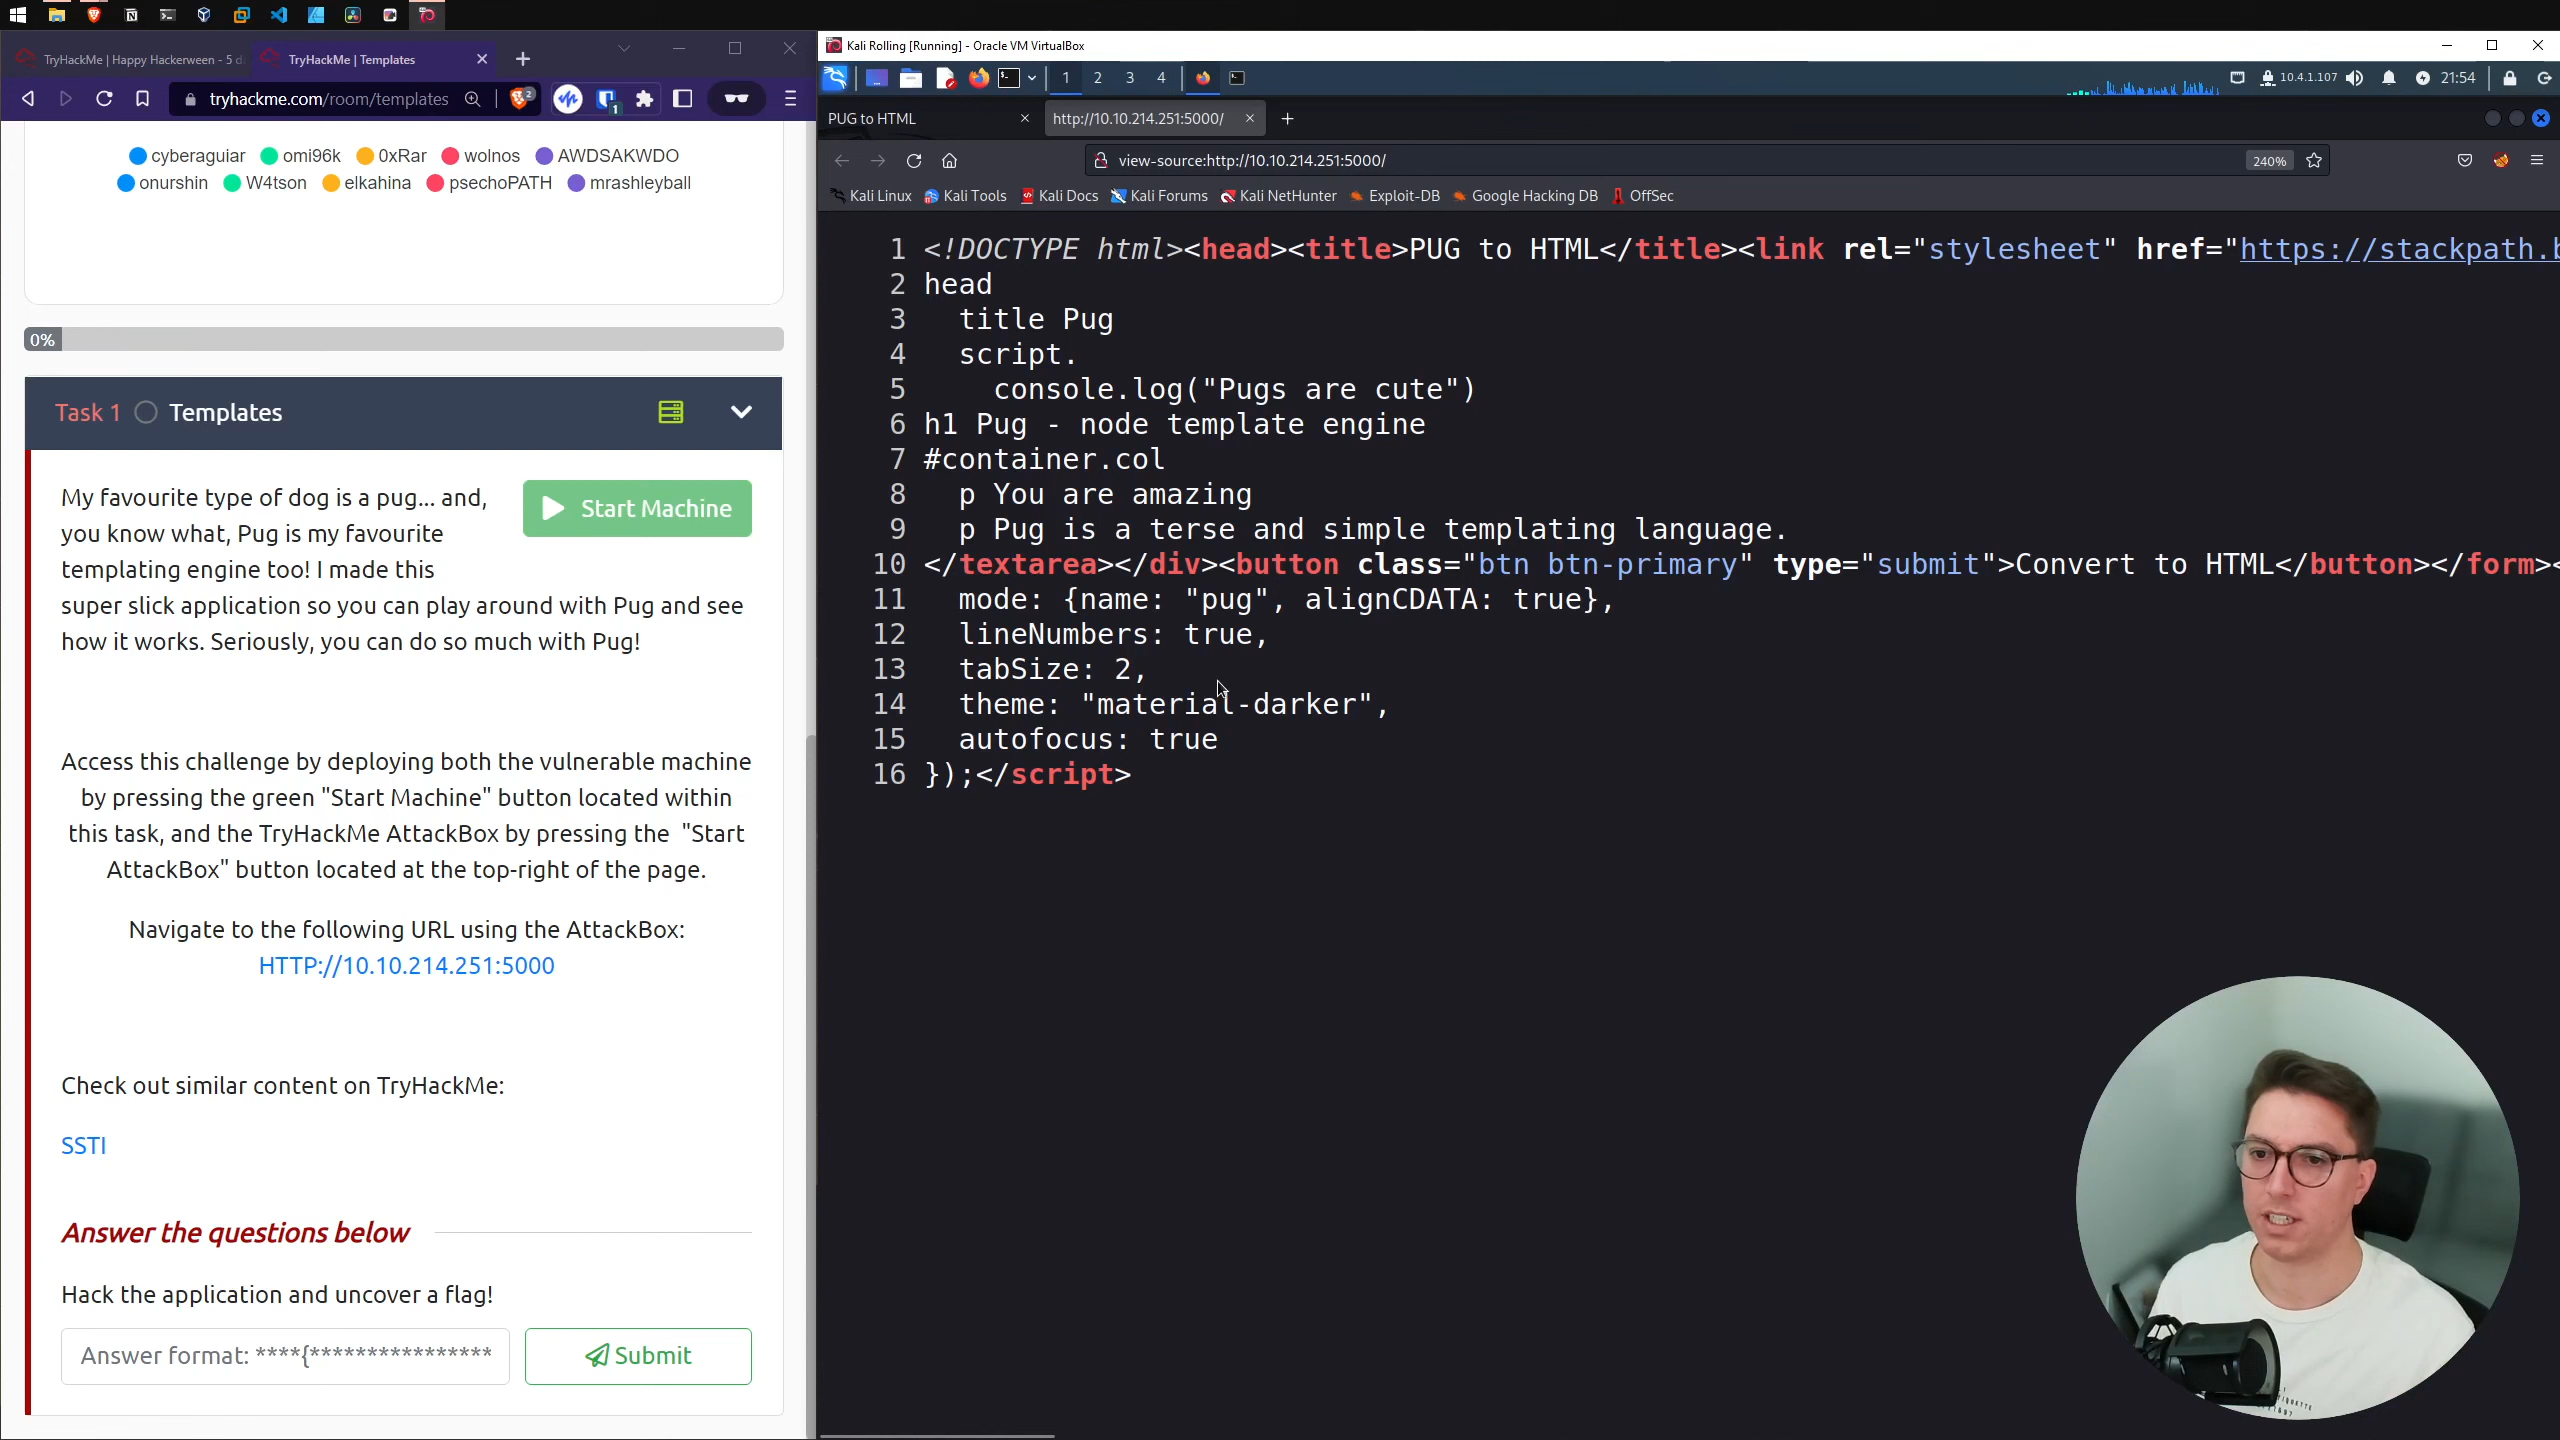 TryHackMe | Happy Hackerween - 5 d
TryHackMe | Templates
tryhackme.com/room/templates
2
1
cyberaguiar omi96k 0xRar wolnos AWDSAKWDO
onurshin W4tson elkahina psechoPATH mrashleyball
0%
Task 1 Templates
My favourite type of dog is a pug... and,
you know what, Pug is my favourite
templating engine too! I made this
super slick application so you can play around with Pug and see
how it works. Seriously, you can do so much with Pug!
Start Machine
Access this challenge by deploying both the vulnerable machine
by pressing the green "Start Machine" button located within
this task, and the TryHackMe AttackBox by pressing the "Start
AttackBox" button located at the top-right of the page.
Navigate to the following URL using the AttackBox:
HTTP://10.10.214.251:5000
Check out similar content on TryHackMe:
SSTI
Answer the questions below
Hack the application and uncover a flag!
Answer format: ****{****************
Submit
Kali Rolling [Running] - Oracle VM VirtualBox
1 2 3 4
10.4.1.107
21:54
PUG to HTML
http://10.10.214.251:5000/
view-source:http://10.10.214.251:5000/
240%
Kali Linux Kali Tools Kali Docs Kali Forums Kali NetHunter Exploit-DB Google Hacking DB OffSec
1 <!DOCTYPE html><head><title>PUG to HTML</title><link rel="stylesheet" href="https://stackpath.b
2 head
3 title Pug
4 script.
5 console.log("Pugs are cute")
6 h1 Pug - node template engine
7 #container.col
8 p You are amazing
9 p Pug is a terse and simple templating language.
10 </textarea></div><button class="btn btn-primary" type="submit">Convert to HTML</button></form><
11 mode: {name: "pug", alignCDATA: true},
12 lineNumbers: true,
13 tabSize: 2,
14 theme: "material-darker",
15 autofocus: true
16 });</script>